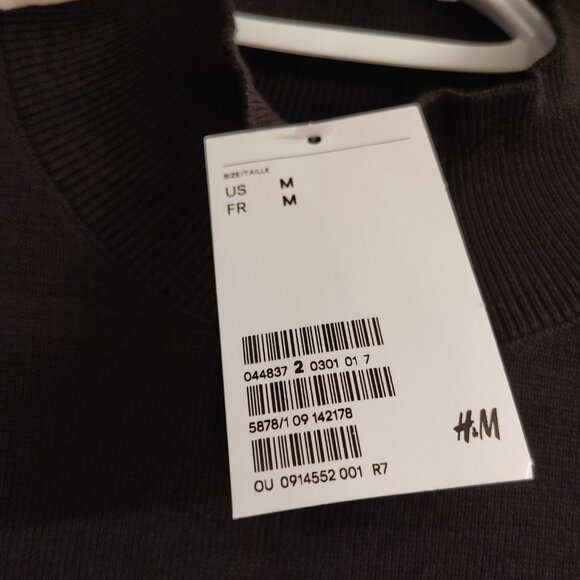 SIZE/TAILLE
US M
FR M
044837 2 0301 01 7
5878/1 09 142178
H&M
OU 0914552 001 R7